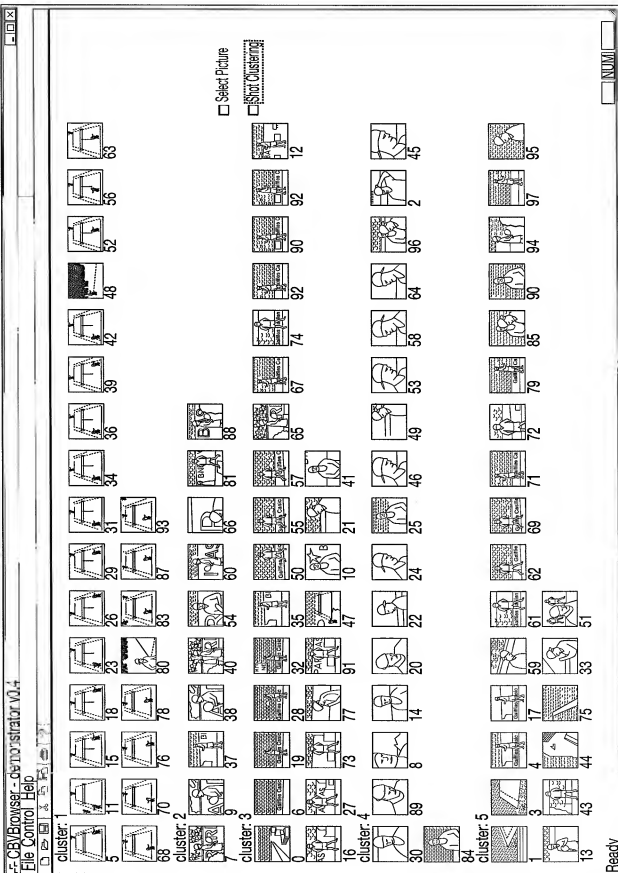 CBVBrowser - demonstrator v0.4
File Control Help
cluster: 1
5 11 15 18 23 26 29 31 34 36 39 42 48 52 56 63
68 70 76 78 80 83 87 93
cluster: 2
7 9 37 38 40 54 60 66 81 88
Select Picture
Shot Clustering
cluster: 3
0 6 19 28 32 35 50 55 57 65 67 74 92 90 92 12
16 27 73 77 91 47 10 21 41
cluster: 4
30 89 8 14 20 22 24 25 46 49 53 58 64 96 2 45
84
cluster: 5
1 3 4 17 59 61 62 69 71 72 79 85 90 94 97 95
13 43 44 75 33 51
Ready
NUM